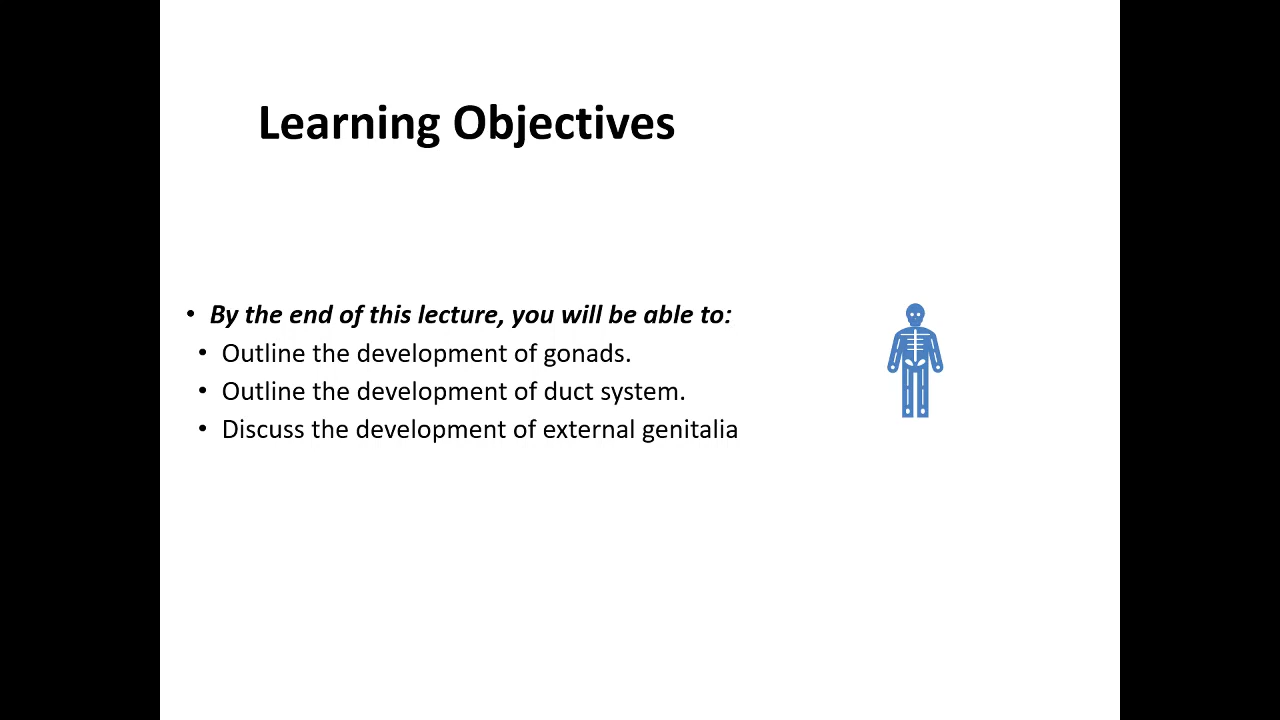 Learning Objectives
• By the end of this lecture, you will be able to:
• Outline the development of gonads.
• Outline the development of duct system.
• Discuss the development of external genitalia